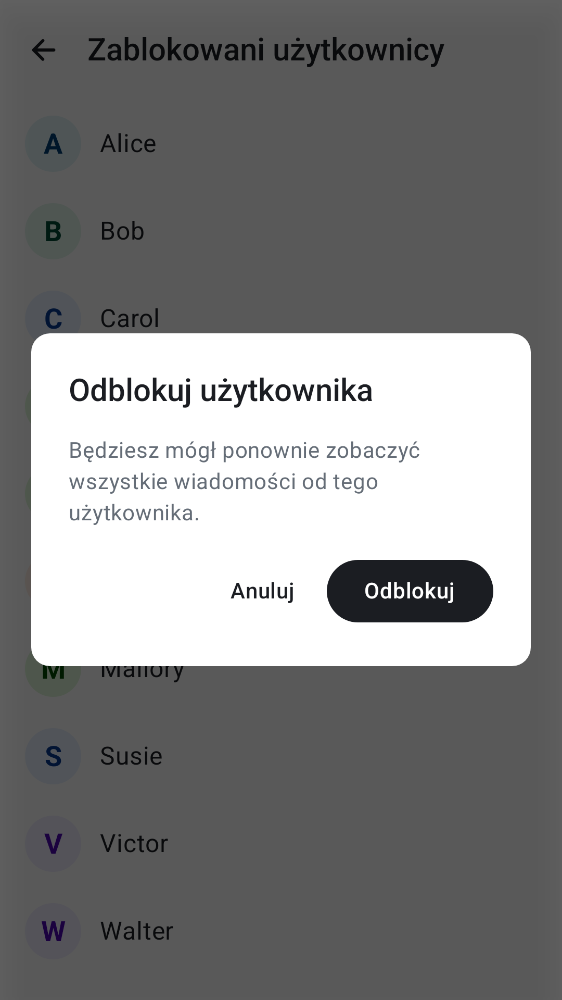 Zablokowani użytkownicy
A Alice
B Bob
C Carol
Odblokuj użytkownika
Będziesz mógł ponownie zobaczyć
wszystkie wiadomości od tego
użytkownika.
Anuluj Odblokuj
M Mallory
S Susie
V Victor
W Walter